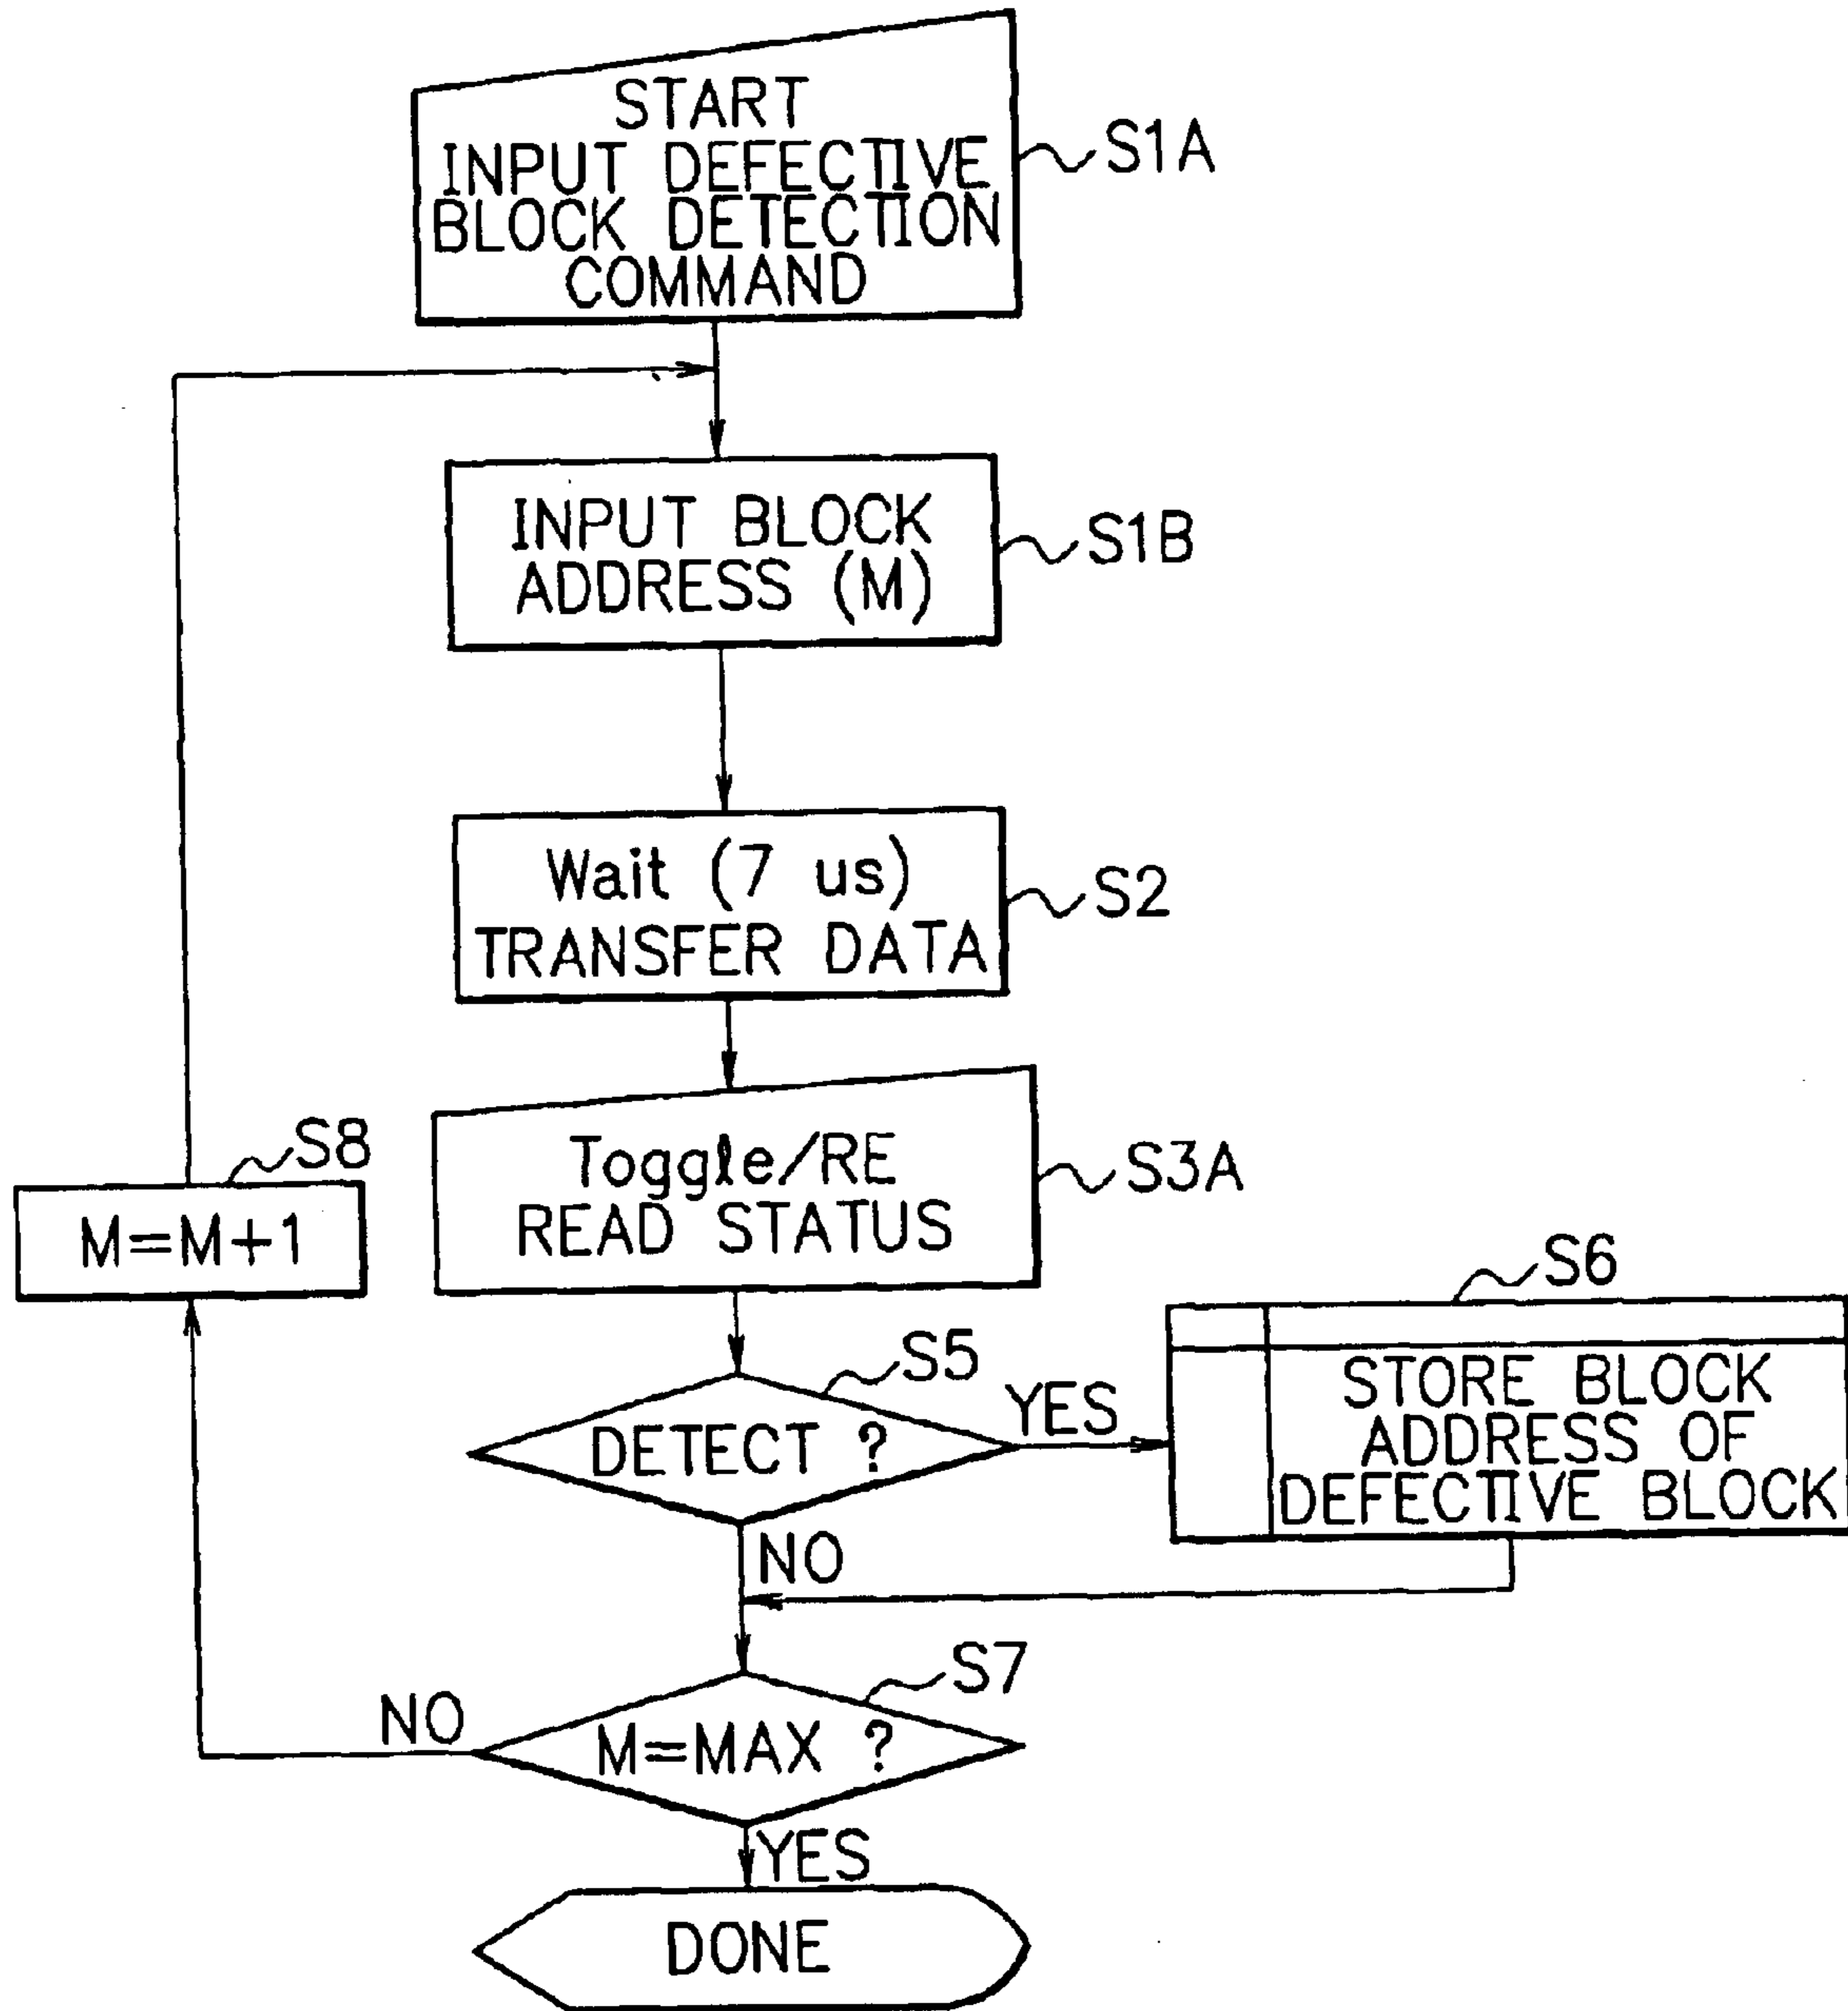 START
INPUT DEFECTIVE
BLOCK DETECTION
COMMAND
S1A
INPUT BLOCK
ADDRESS (M)
S1B
Wait (7 us)
TRANSFER DATA
S2
Toggle/RE
READ STATUS
S3A
S8
M=M+1
S5
DETECT ?
YES
NO
S6
STORE BLOCK
ADDRESS OF
DEFECTIVE BLOCK
S7
M=MAX ?
NO
YES
DONE